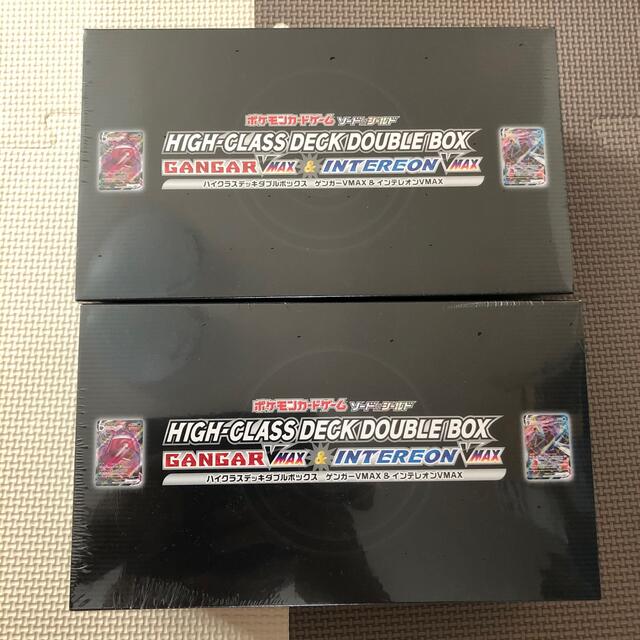 ポケモンカードゲーム ソード&シールド
HIGH-CLASS DECK DOUBLE BOX
GANGAR VMAX & INTEREON VMAX
ハイクラスデッキダブルボックス ゲンガーVMAX & インテレオンVMAX
ポケモンカードゲーム ソード&シールド
HIGH-CLASS DECK DOUBLE BOX
GANGAR VMAX & INTEREON VMAX
ハイクラスデッキダブルボックス ゲンガーVMAX & インテレオンVMAX